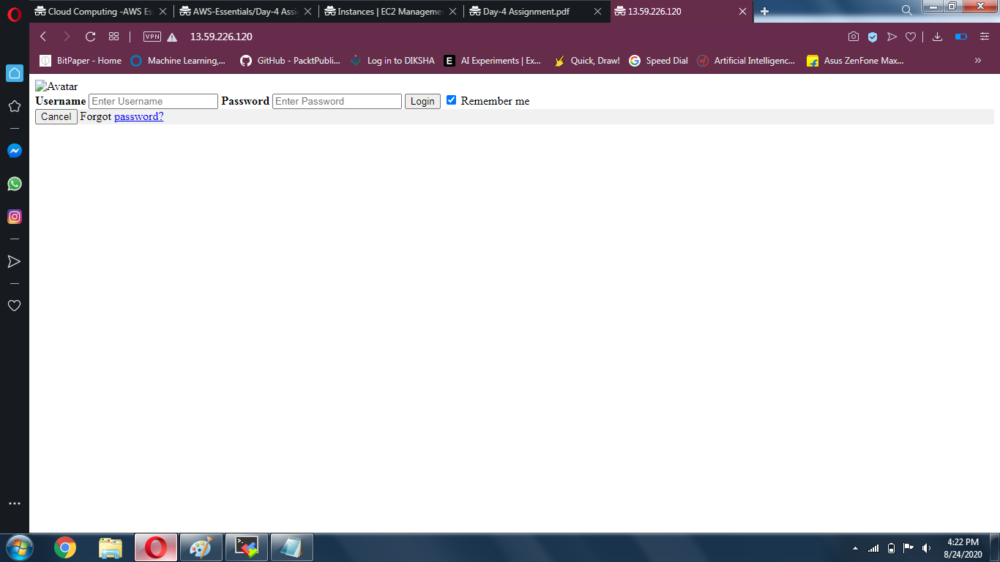 Cloud Computing -AWS Es
AWS-Essentials/Day-4 Assig
Instances | EC2 Managemen
Day-4 Assignment.pdf
13.59.226.120
VPN
13.59.226.120
BitPaper - Home
Machine Learning,...
GitHub - PacktPubli...
Log in to DIKSHA
E
AI Experiments | Ex...
Quick, Draw!
Speed Dial
Artificial Intelligenc...
Asus ZenFone Max...
»
Avatar
Username Enter Username Password Enter Password Login Remember me
Cancel Forgot password?
4:22 PM
8/24/2020